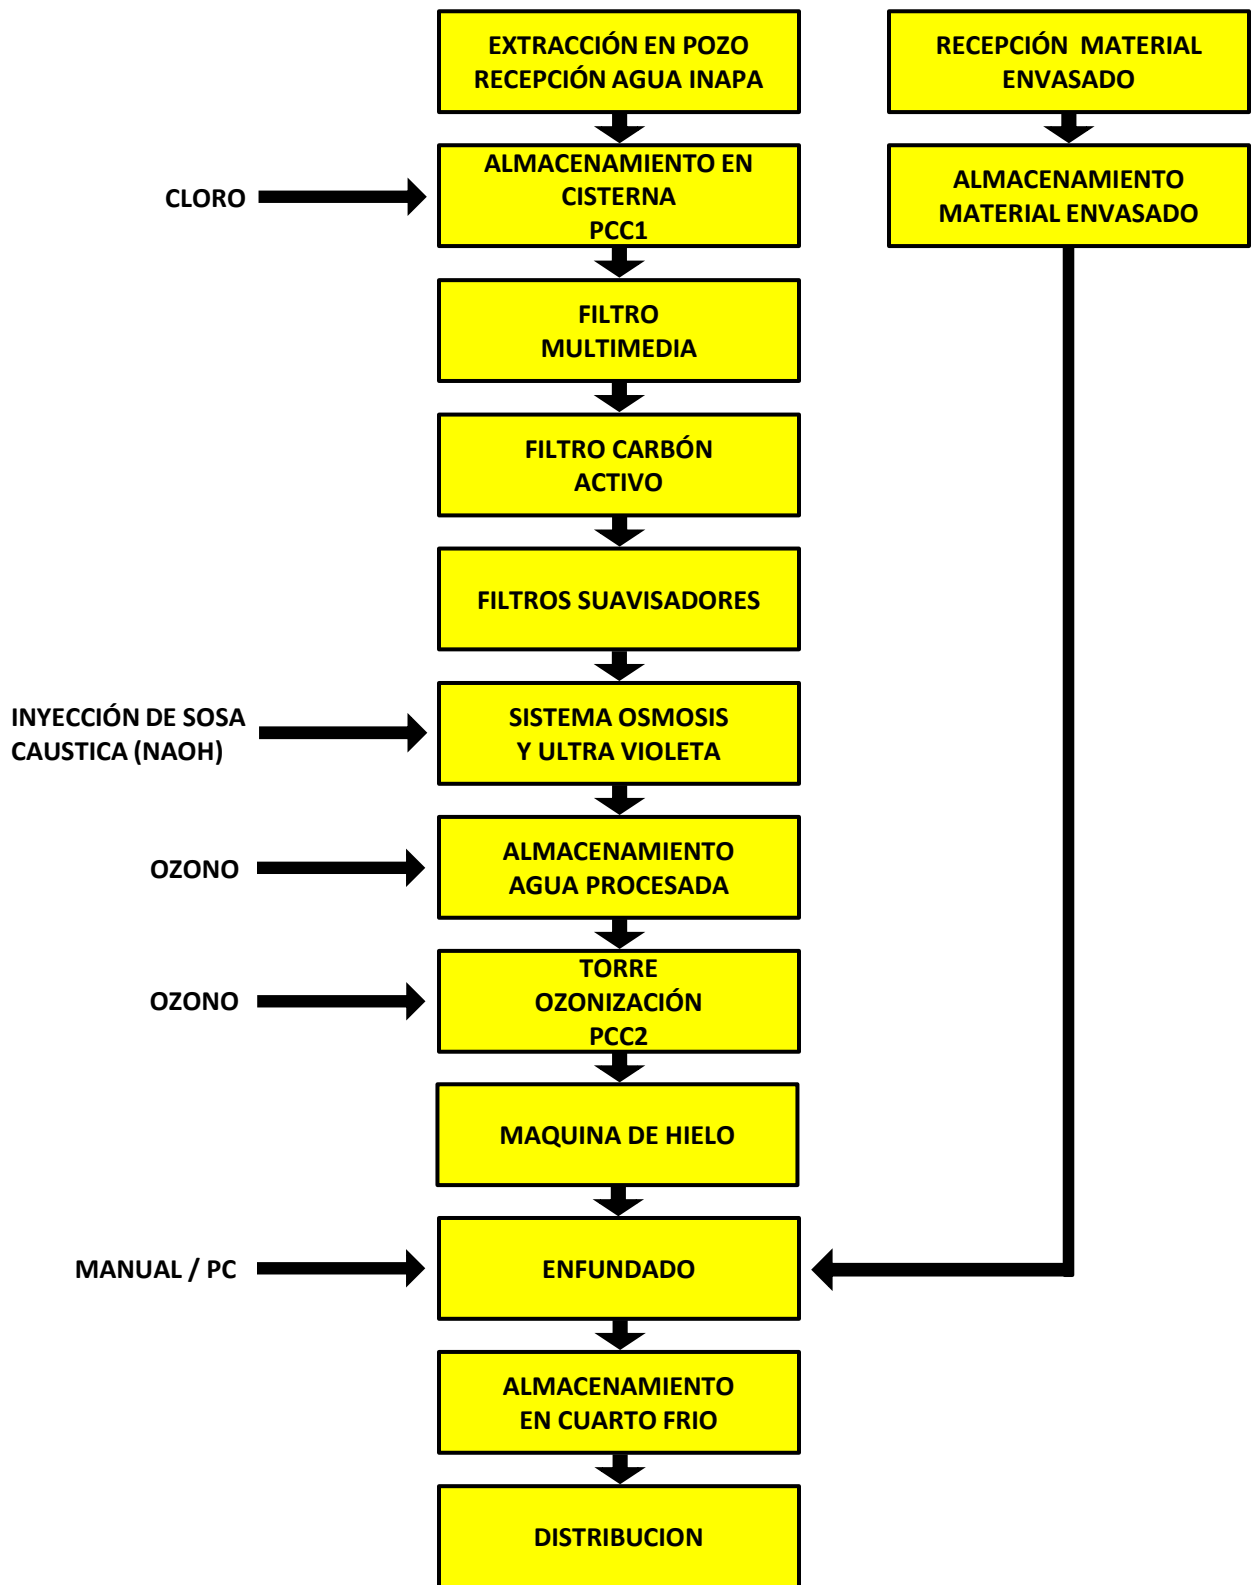 EXTRACCIÓN EN POZO
RECEPCIÓN AGUA INAPA
RECEPCIÓN  MATERIAL
ENVASADO
CLORO
ALMACENAMIENTO EN
CISTERNA
PCC1
ALMACENAMIENTO
MATERIAL ENVASADO
FILTRO
MULTIMEDIA
FILTRO CARBÓN
ACTIVO
FILTROS SUAVISADORES
INYECCIÓN DE SOSA
CAUSTICA (NAOH)
SISTEMA OSMOSIS
Y ULTRA VIOLETA
OZONO
ALMACENAMIENTO
AGUA PROCESADA
OZONO
TORRE
OZONIZACIÓN
PCC2
MAQUINA DE HIELO
MANUAL / PC
ENFUNDADO
ALMACENAMIENTO
EN CUARTO FRIO
DISTRIBUCION